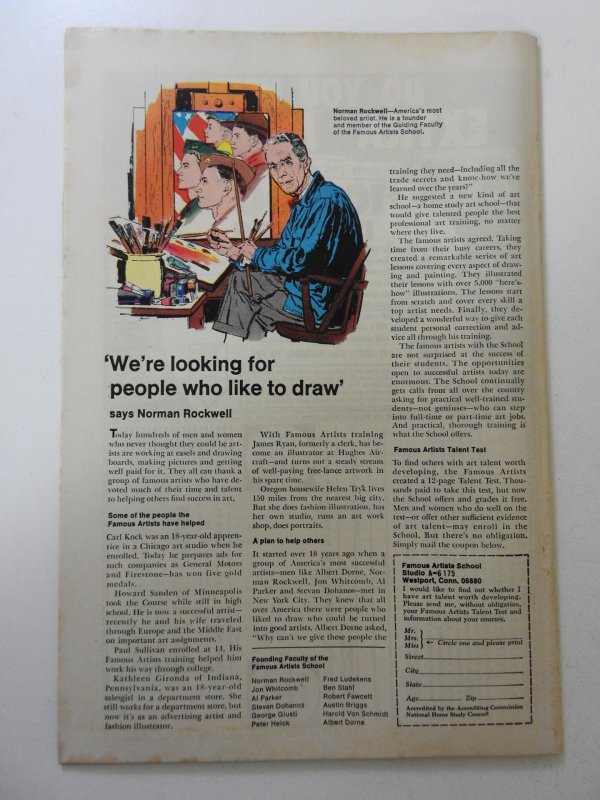 Norman Rockwell—America's most
beloved artist. He is a founder
and member of the Guiding Faculty
of the Famous Artists School.
'We're looking for
people who like to draw'
says Norman Rockwell
Today hundreds of men and women
who never thought they could be art-
ists are working at easels and drawing
boards, making pictures and getting
well paid for it. They all can thank a
group of famous artists who have de-
voted much of their time and talent
to helping others find success in art.
Some of the people the
Famous Artists have helped
Carl Kock was an 18-year-old appren-
tice in a Chicago art studio when he
enrolled. Today he prepares ads for
such companies as General Motors
and Firestone—has won five gold
medals.
Howard Sanden of Minneapolis
took the Course while still in high
school. He is now a successful artist—
recently he and his wife traveled
through Europe and the Middle East
on important art assignments.
Paul Sullivan enrolled at 14. His
Famous Artists training helped him
work his way through college.
Kathleen Gironda of Indiana,
Pennsylvania, was an 18-year-old
salesgirl in a department store. She
still works for a department store, but
now it's as an advertising artist and
fashion illustrator.
With Famous Artists training
James Ryan, formerly a clerk, has be-
come an illustrator at Hughes Air-
craft—and turns out a steady stream
of well-paying free-lance artwork in
his spare time.
Oregon housewife Helen Tryk lives
150 miles from the nearest big city.
But she does fashion illustration, has
her own studio, runs an art work
shop, does portraits.
A plan to help others
It started over 18 years ago when a
group of America's most successful
artists—men like Albert Dorne, Nor-
man Rockwell, Jon Whitcomb, Al
Parker and Stevan Dohanos—met in
New York City. They knew that all
over America there were people who
liked to draw who could be turned
into good artists. Albert Dorne asked,
"Why can't we give these people the
Founding Faculty of the
Famous Artists School
Norman Rockwell
Jon Whitcomb
Al Parker
Stevan Dohanos
George Giusti
Peter Helck
Fred Ludekens
Ben Stahl
Robert Fawcett
Austin Briggs
Harold Von Schmidt
Albert Dorne
training they need—including all the
trade secrets and know-how we've
learned over the years?"
He suggested a new kind of art
school—a home study art school—that
would give talented people the best
professional art training, no matter
where they live.
The famous artists agreed. Taking
time from their busy careers, they
created a remarkable series of art
lessons covering every aspect of draw-
ing and painting. They illustrated
their lessons with over 5,000 "here's-
how" illustrations. The lessons start
from scratch and cover every skill a
top artist needs. Finally, they de-
veloped a wonderful way to give each
student personal correction and ad-
vice all through his training.
The famous artists with the School
are not surprised at the success of
their students. The opportunities
open to successful artists today are
enormous. The School continually
gets calls from all over the country
asking for practical well-trained stu-
dents—not geniuses—who can step
into full-time or part-time art jobs.
And practical, thorough training is
what the School offers.
Famous Artists Talent Test
To find others with art talent worth
developing, the Famous Artists
created a 12-page Talent Test. Thou-
sands paid to take this test, but now
the School offers and grades it free.
Men and women who do well on the
test—or offer other sufficient evidence
of art talent—may enroll in the
School. But there's no obligation.
Simply mail the coupon below.
Famous Artists School
Studio A-S 175
Westport, Conn. 06880
I would like to find out whether I
have art talent worth developing.
Please send me, without obligation,
your Famous Artists Talent Test and
information about your courses.
Mr.
Mrs. Circle one and please print
Miss
Street
City
State
Age Zip
Accredited by the Accrediting Commission
National Home Study Council